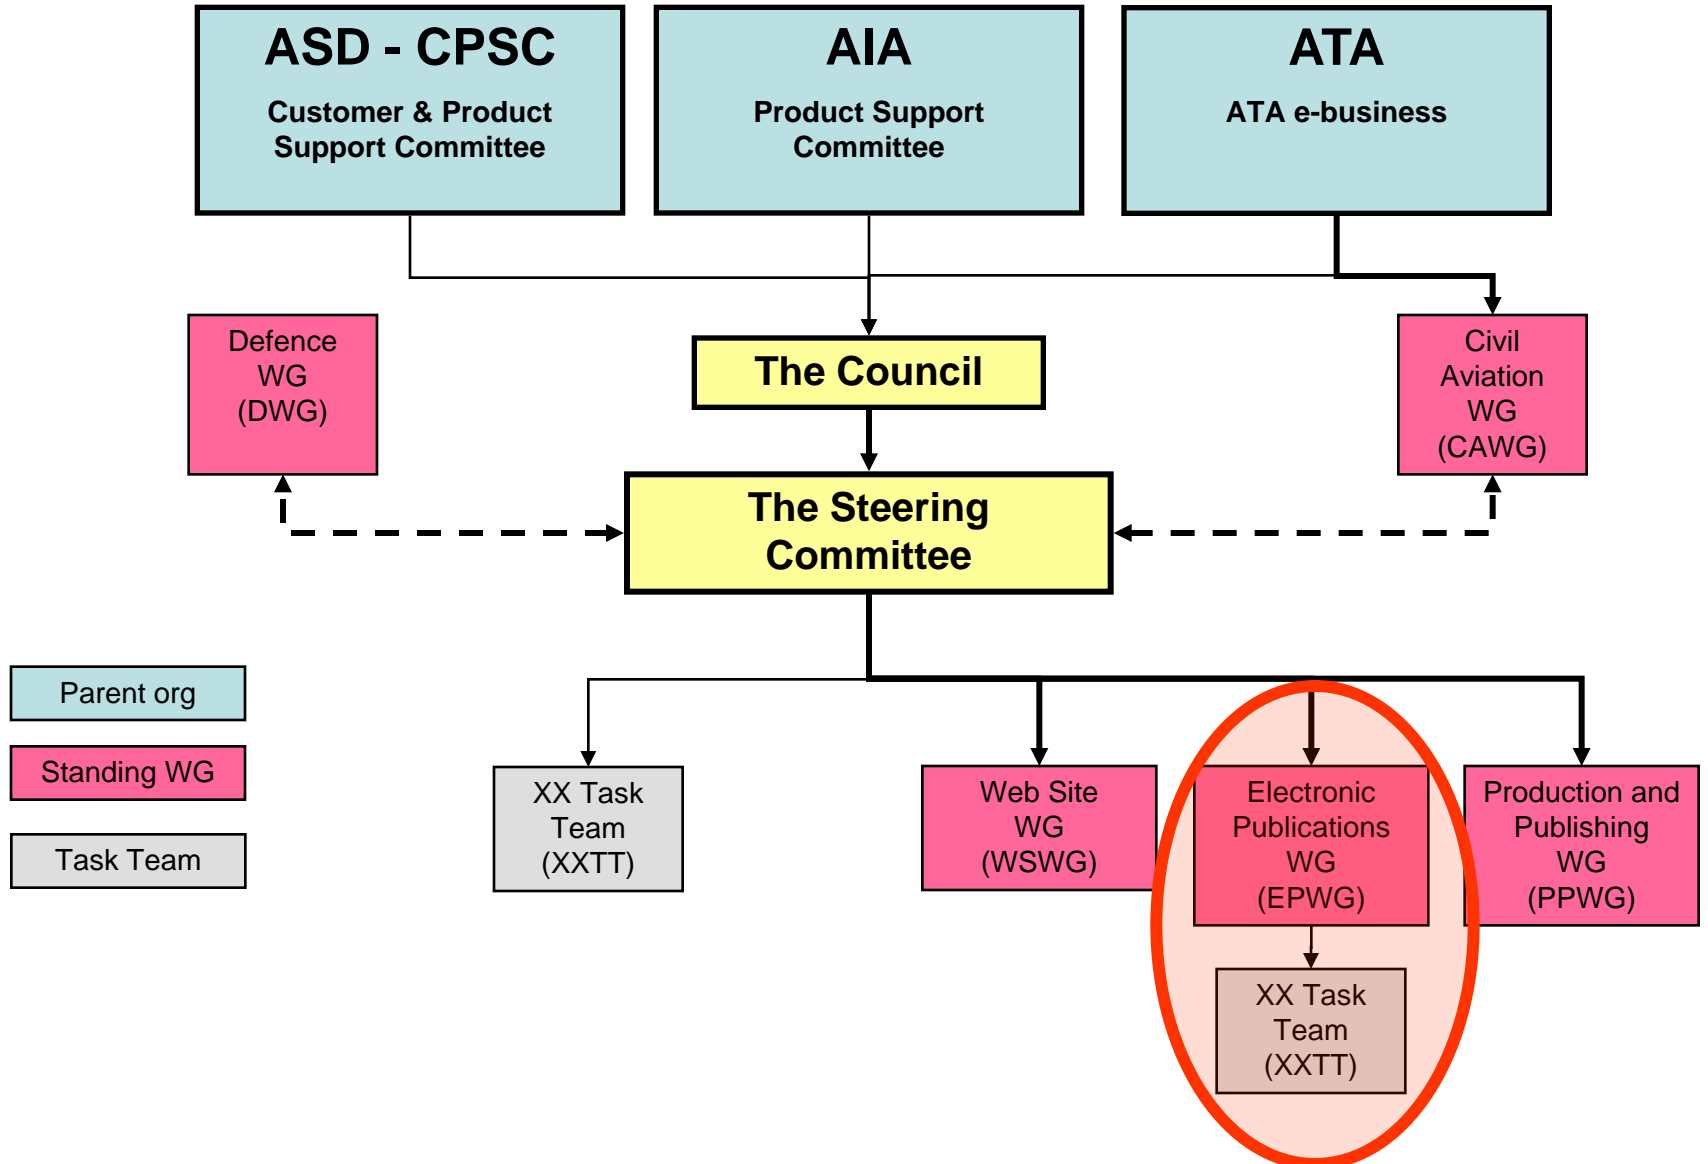 ASD - CPSC
Customer & Product
Support Committee
AIA
Product Support
Committee
ATA
ATA e-business
Defence
WG
(DWG)
The Council
Civil
Aviation
WG
(CAWG)
The Steering
Committee
Parent org
Standing WG
Task Team
XX Task
Team
(XXTT)
Web Site
WG
(WSWG)
Electronic
Publications
WG
(EPWG)
Production and
Publishing
WG
(PPWG)
XX Task
Team
(XXTT)